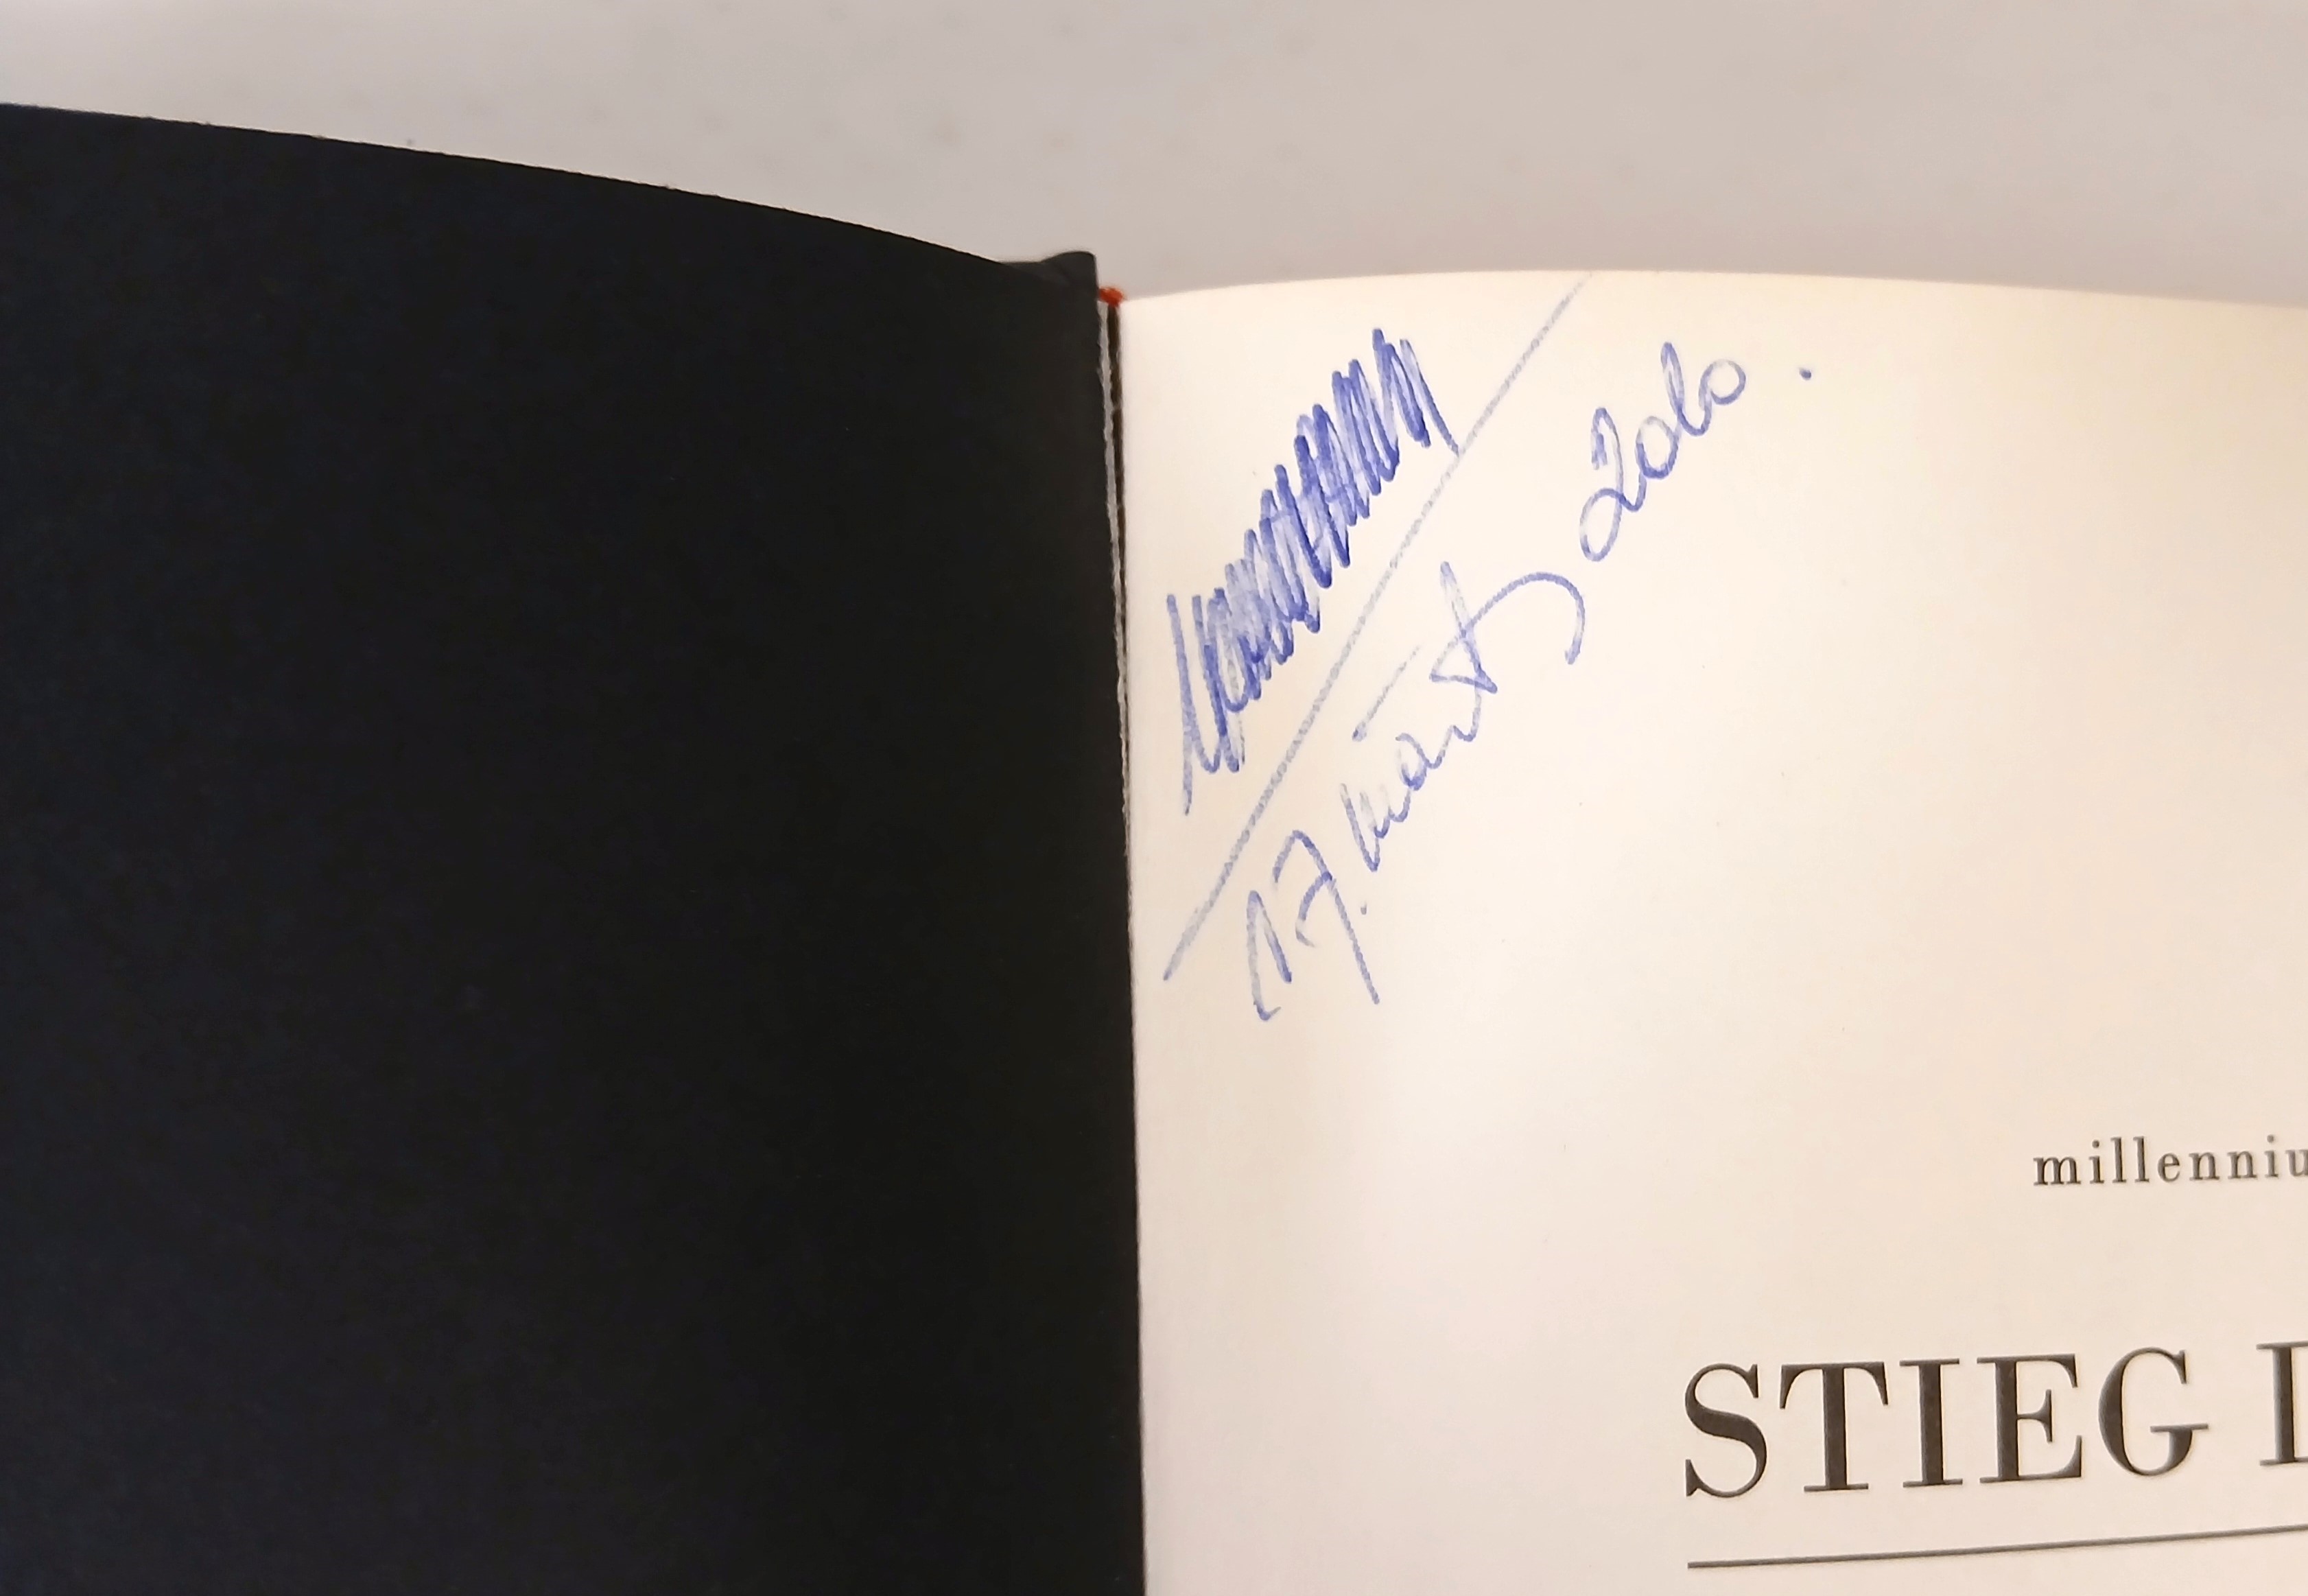 17. märts 2010.
millenniu
STIEG L